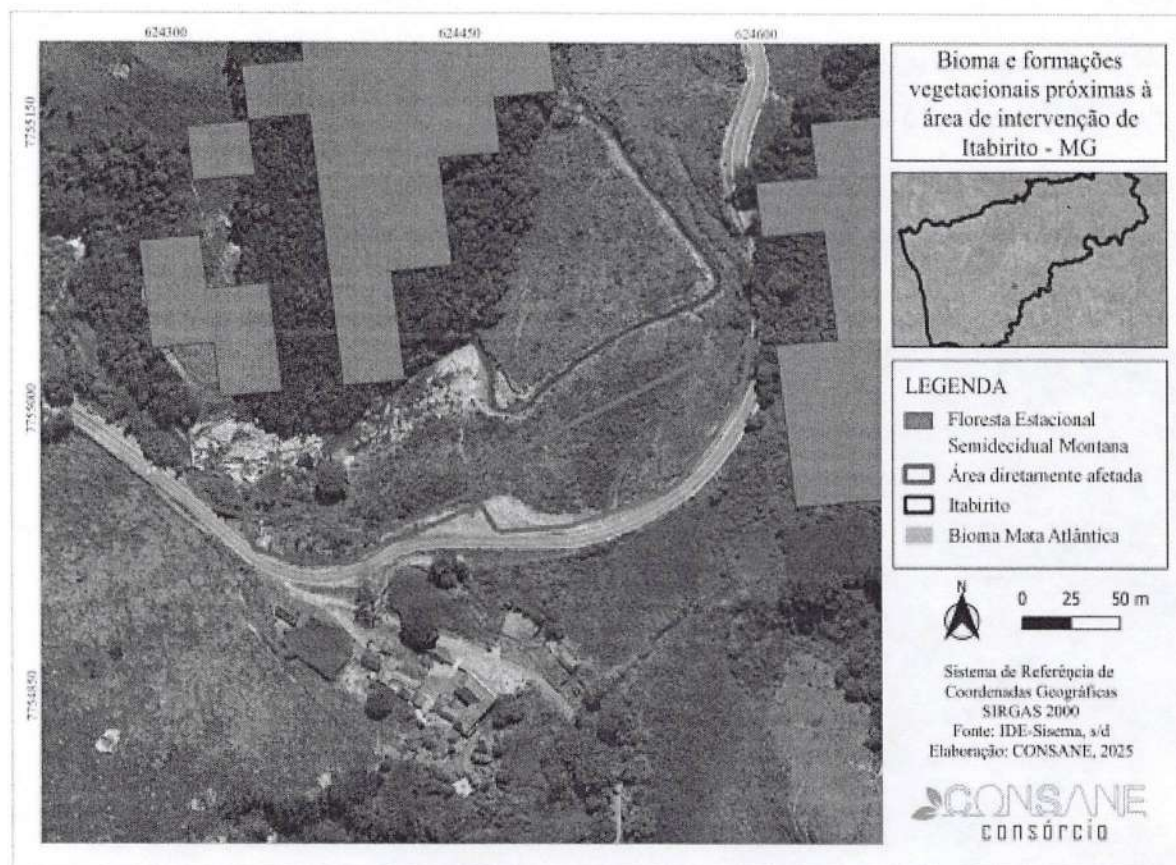 624300
624450
624600
7755150
7755000
7754850
Bioma e formações
vegetacionais próximas à
área de intervenção de
Itabirito - MG
LEGENDA
Floresta Estacional
Semidecidual Montana
Área diretamente afetada
Itabirito
Bioma Mata Atlântica
N
0 25 50 m
Sistema de Referência de
Coordenadas Geográficas
SIRGAS 2000
Fonte: IDE-Sisema, s/d
Elaboração: CONSANE, 2025
CONSANE
consórcio